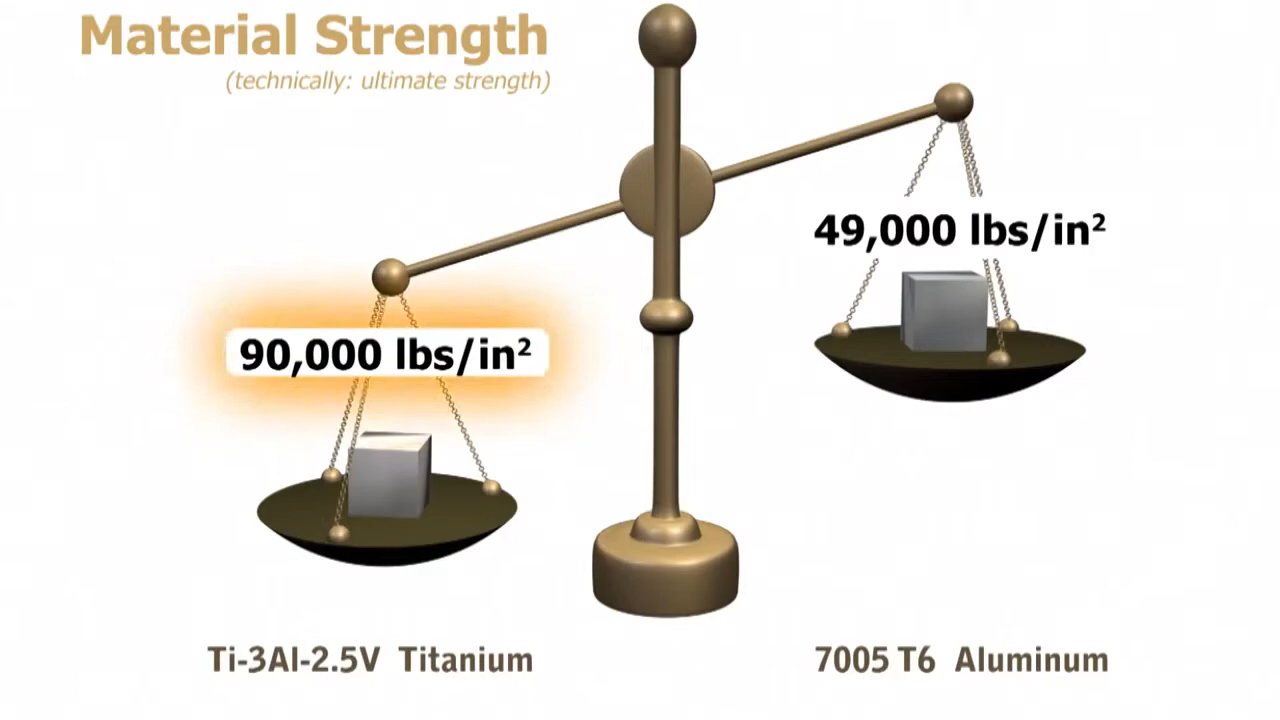 Material Strength
(technically: ultimate strength)
49,000 lbs/in²
90,000 lbs/in²
Ti-3Al-2.5V Titanium
7005 T6 Aluminum